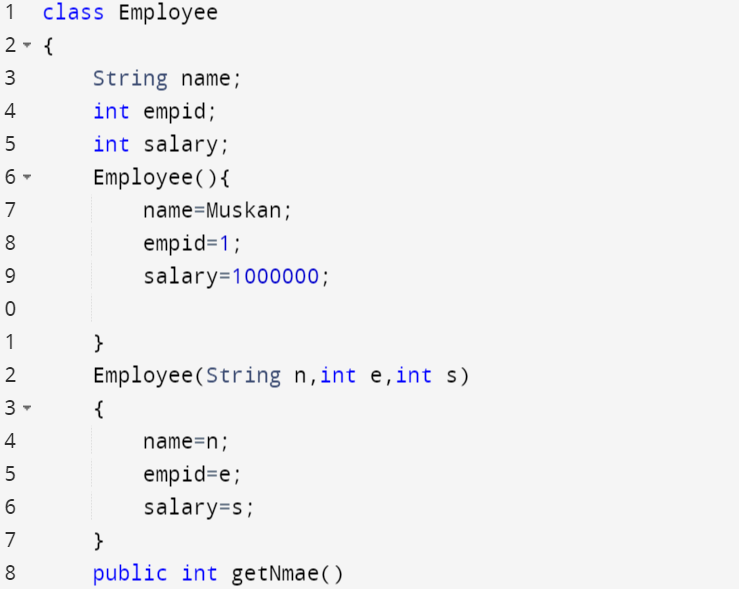 1 class Employee
2 {
3 String name;
4 int empid;
5 int salary;
6 Employee(){
7 name=Muskan;
8 empid=1;
9 salary=1000000;
0
1 }
2 Employee(String n,int e,int s)
3 {
4 name=n;
5 empid=e;
6 salary=s;
7 }
8 public int getNmae()